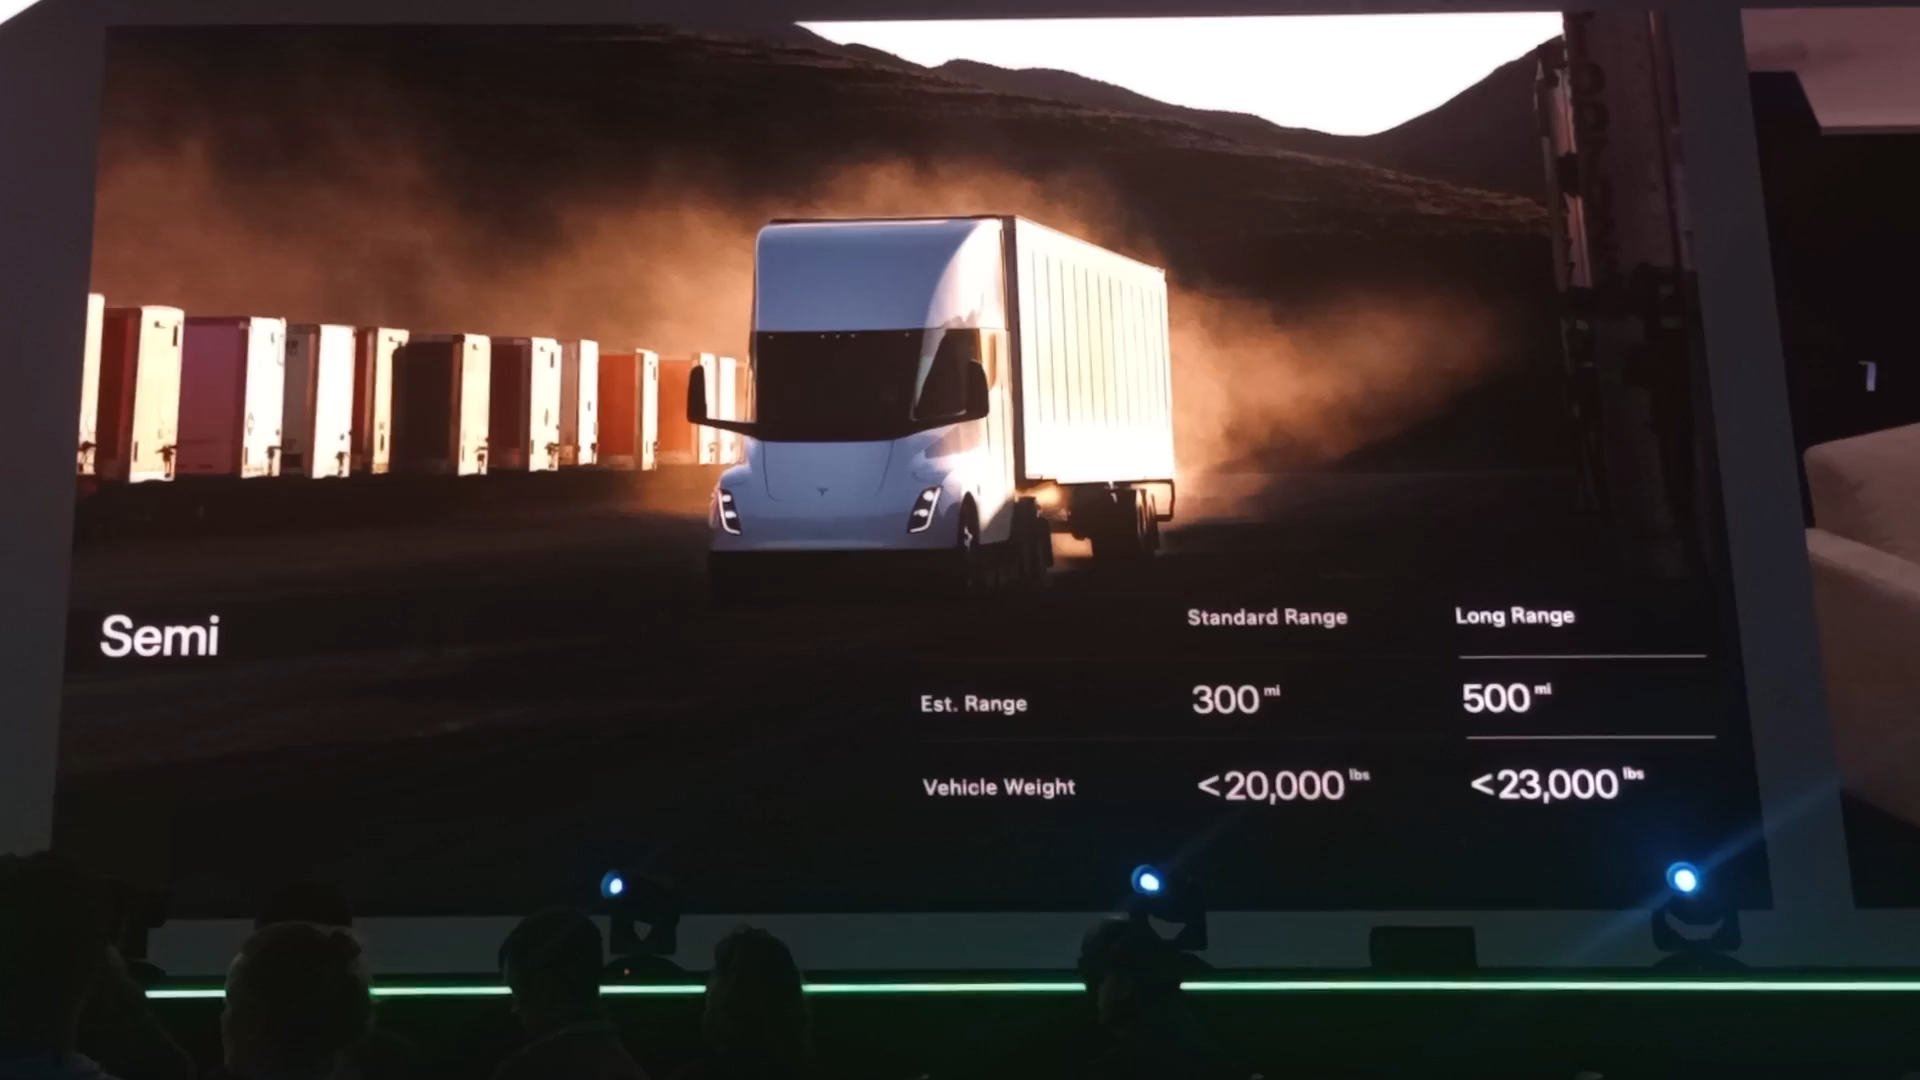 Semi
Standard Range Long Range
Est. Range 300 mi 500 mi
Vehicle Weight <20,000 lbs <23,000 lbs